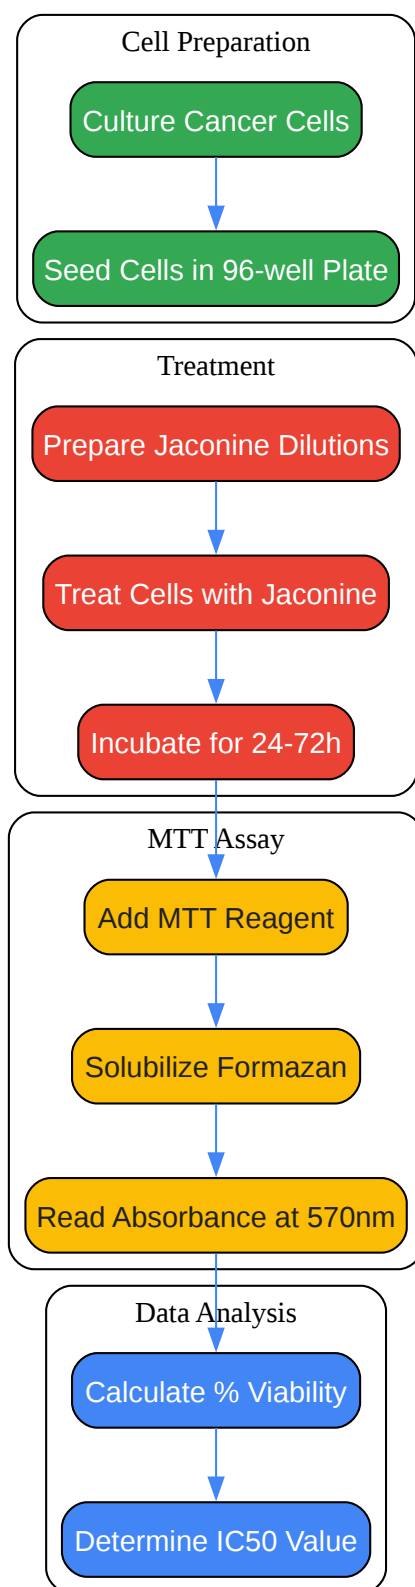 Cell Preparation
Culture Cancer Cells
Seed Cells in 96-well Plate
Treatment
Prepare Jaconine Dilutions
Treat Cells with Jaconine
Incubate for 24-72h
MTT Assay
Add MTT Reagent
Solubilize Formazan
Read Absorbance at 570nm
Data Analysis
Calculate % Viability
Determine IC50 Value